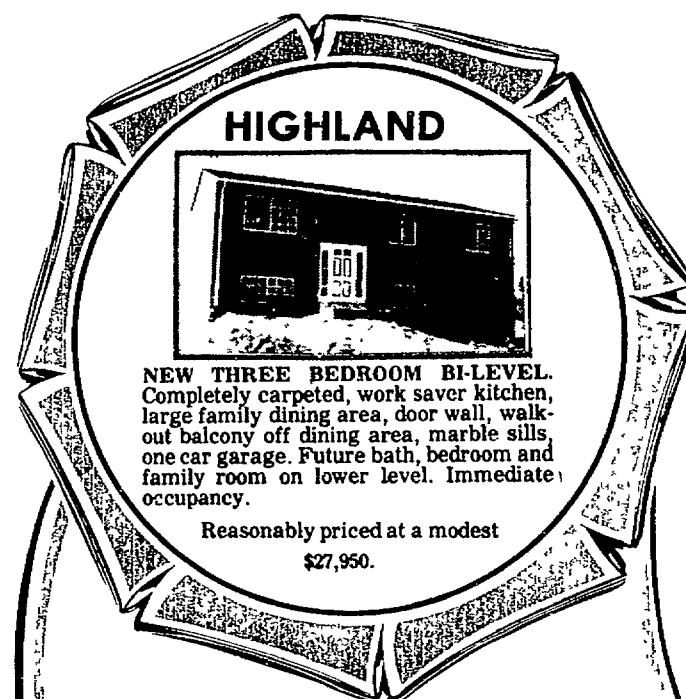 HIGHLAND
NEW THREE BEDROOM BI-LEVEL.
Completely carpeted, work saver kitchen,
large family dining area, door wall, walk-
out balcony off dining area, marble sills,
one car garage. Future bath, bedroom and
family room on lower level. Immediate
occupancy.
Reasonably priced at a modest
$27,950.